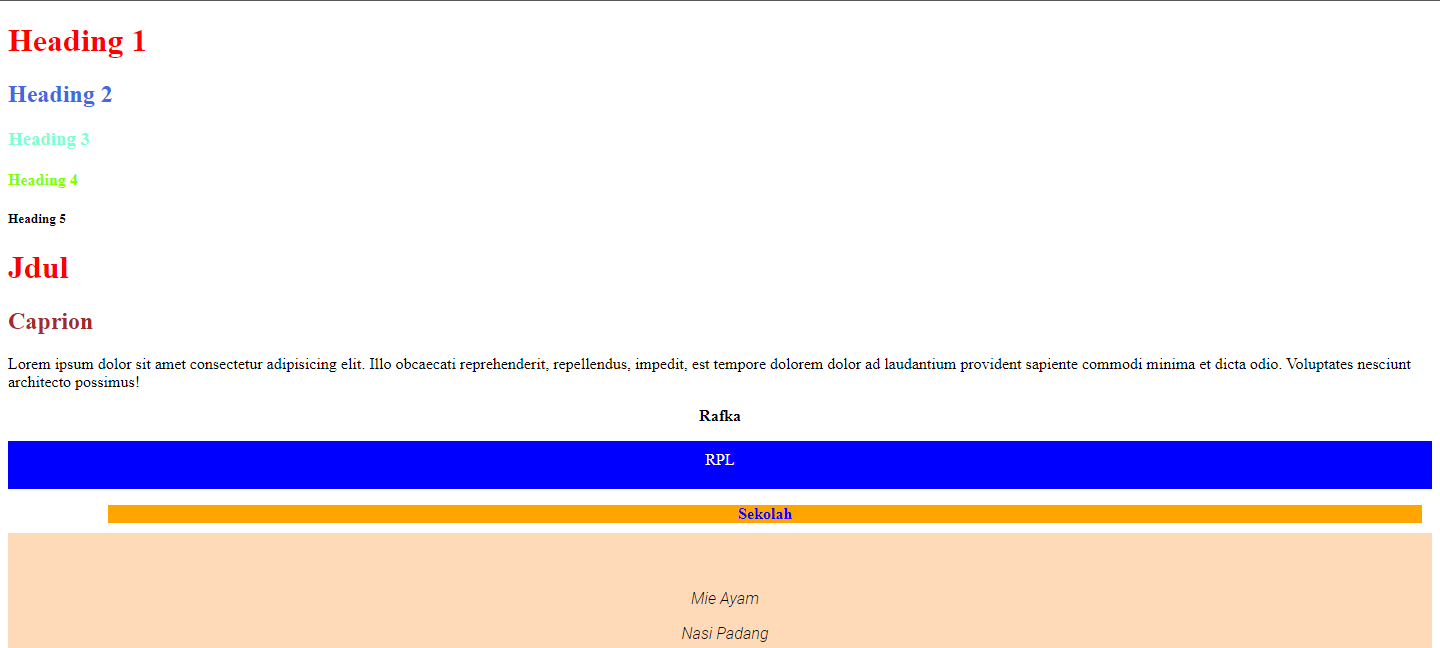 Heading 1
Heading 2
Heading 3
Heading 4
Heading 5
Jdul
Caprion
Lorem ipsum dolor sit amet consectetur adipisicing elit. Illo obcaecati reprehenderit, repellendus, impedit, est tempore dolorem dolor ad laudantium provident sapiente commodi minima et dicta odio. Voluptates nesciunt
architecto possimus!
Rafka
RPL
Sekolah
Mie Ayam
Nasi Padang